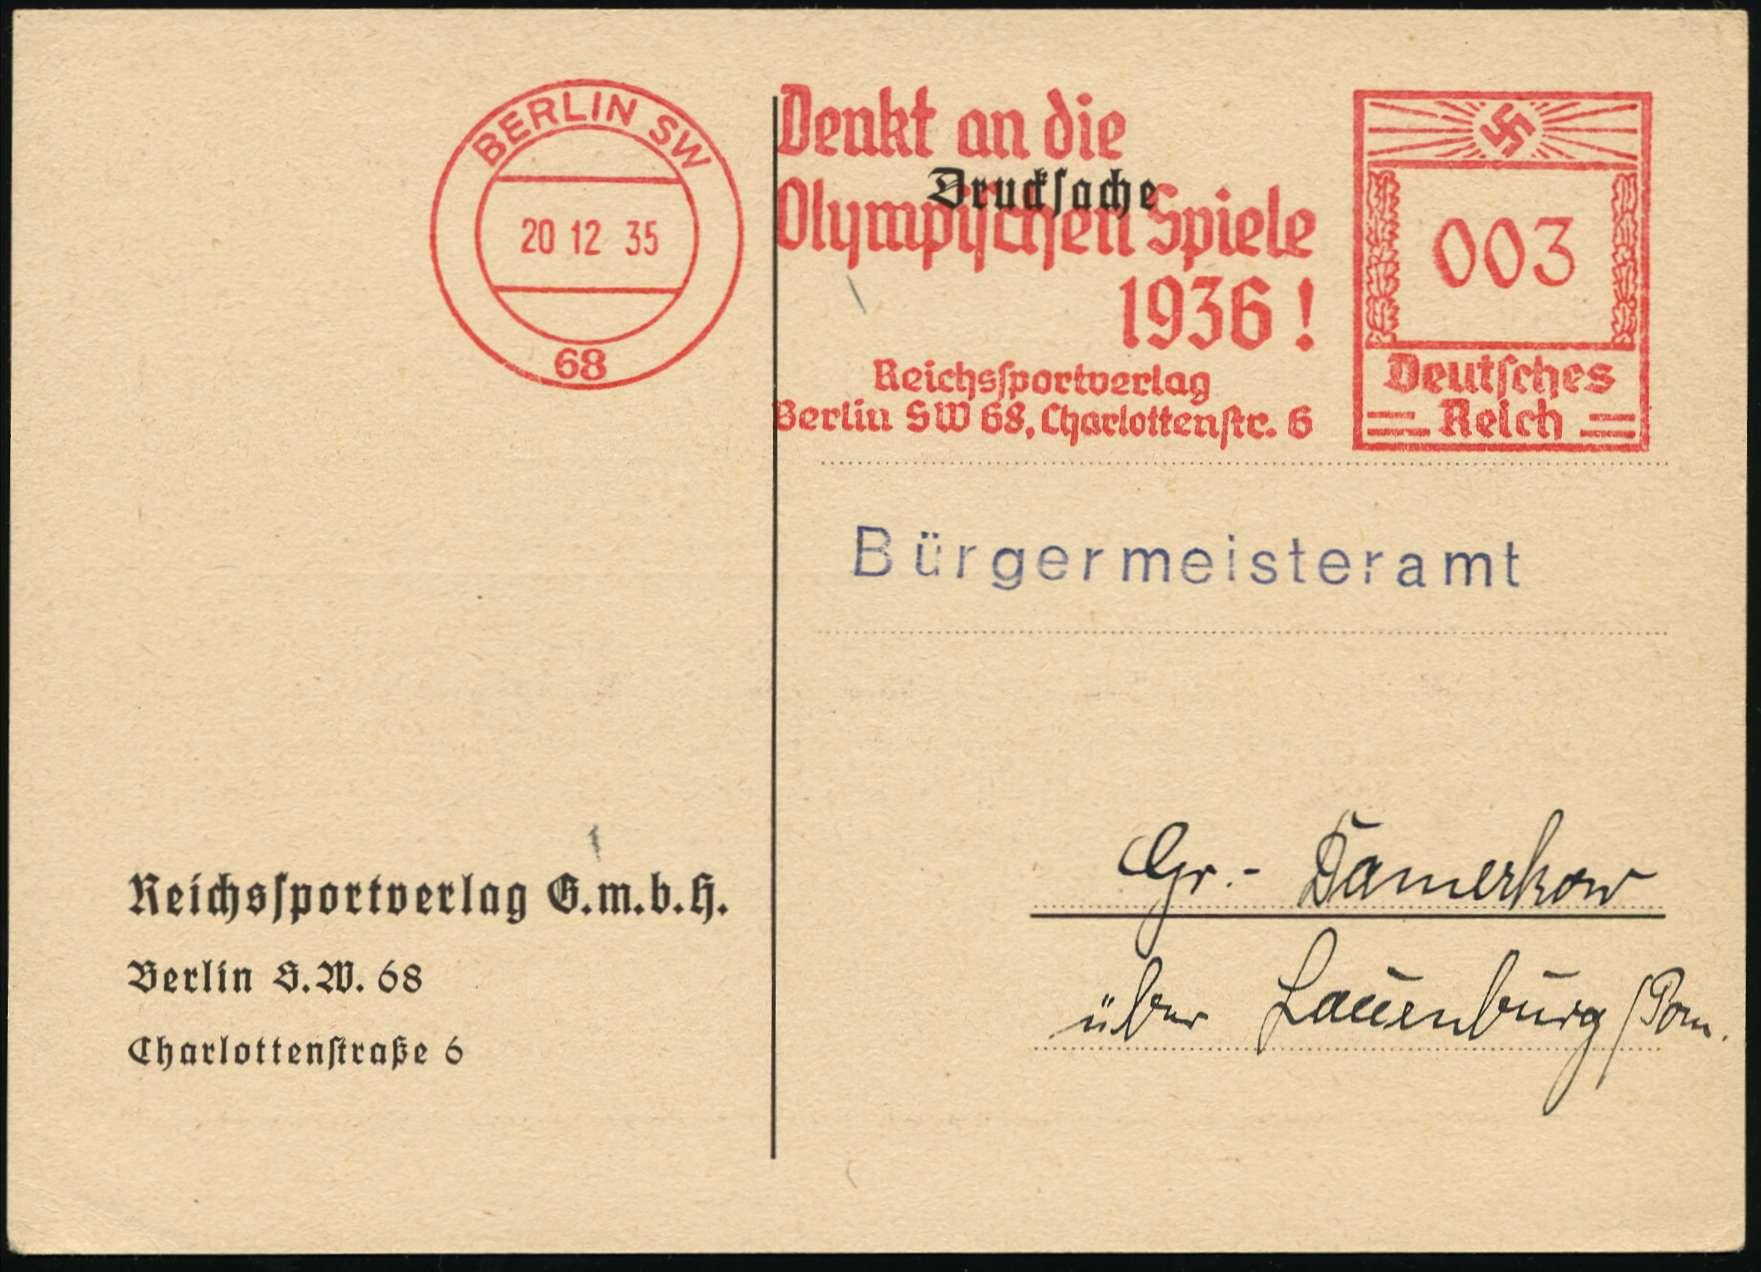 BERLIN SW
20 12 35
68
Denkt an die
Drucksache
Olympischen Spiele
1936!
Reichssportverlag
Berlin SW 68, Charlottenstr. 6
003
Deutsches
Reich
Bürgermeisteramt
Gr.- Damerkow
über Lauenburg/Pom.
Reichssportverlag G.m.b.H.
Berlin S.W. 68
Charlottenstraße 6